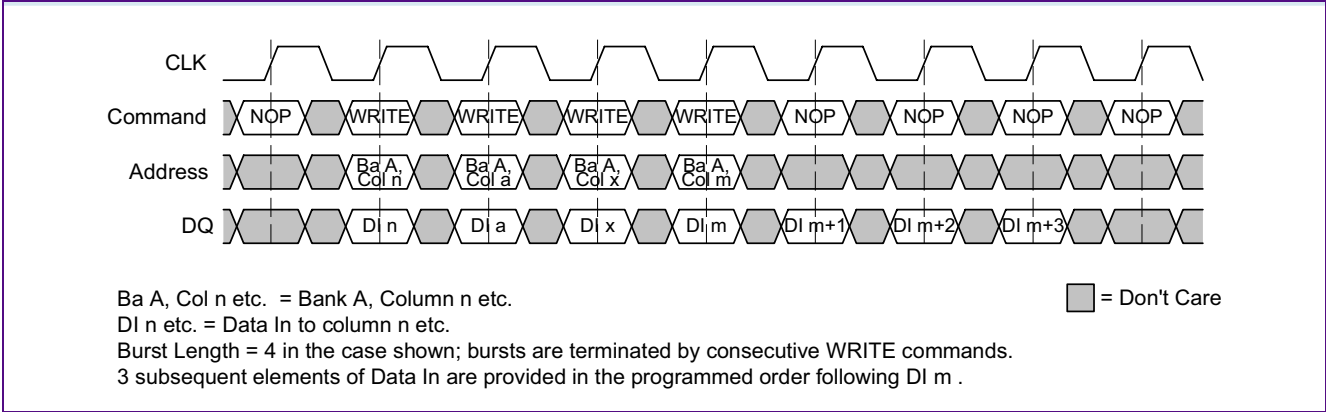 CLK
Command NOP WRITE WRITE WRITE WRITE NOP NOP NOP NOP
Address Ba A, Col n Ba A, Col a Ba A, Col x Ba A, Col m
DQ DI n DI a DI x DI m DI m+1 DI m+2 DI m+3
Ba A, Col n etc. = Bank A, Column n etc.
= Don't Care
DI n etc. = Data In to column n etc.
Burst Length = 4 in the case shown; bursts are terminated by consecutive WRITE commands.
3 subsequent elements of Data In are provided in the programmed order following DI m .